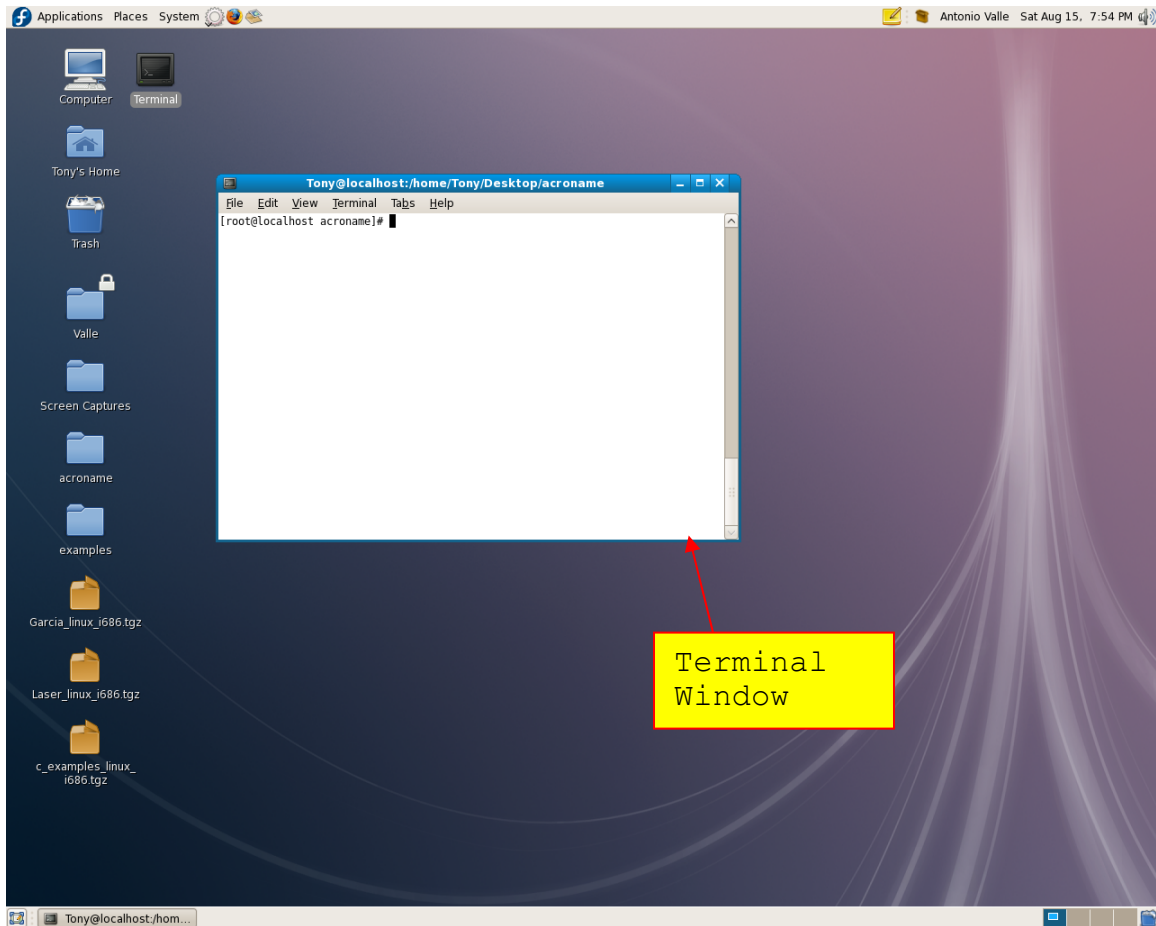 Applications Places System Antonio Valle Sat Aug 15, 7:54 PM
Computer Terminal
Tony's Home
Trash
Valle
Screen Captures
acroname
examples
Garcia_linux_i686.tgz
Laser_linux_i686.tgz
c_examples_linux_
i686.tgz
Tony@localhost:/home/Tony/Desktop/acroname
File Edit View Terminal Tabs Help
[root@localhost acroname]#
Terminal
Window
Tony@localhost:/hom...